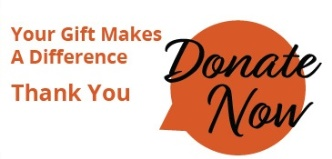 Your Gift Makes
A Difference
Thank You
Donate
Now